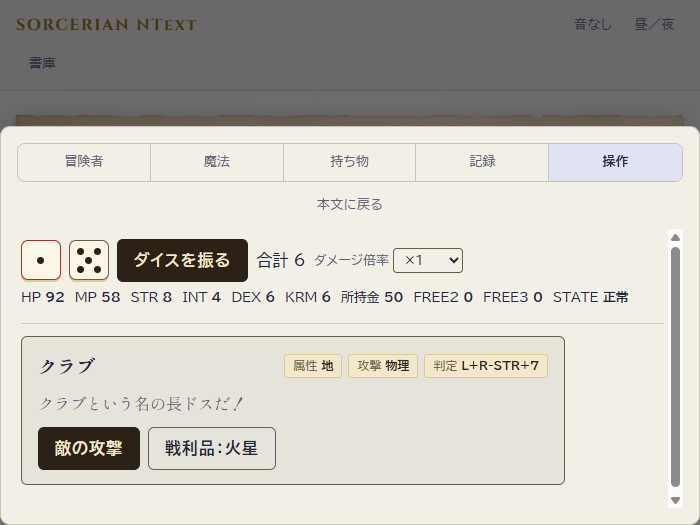 SORCERIAN NTEXT 音なし 昼／夜
書庫
冒険者 魔法 持ち物 記録 操作
本文に戻る
ダイスを振る 合計 6 ダメージ倍率 ×1
HP 92 MP 58 STR 8 INT 4 DEX 6 KRM 6 所持金 50 FREE2 0 FREE3 0 STATE 正常
クラブ 属性 地 攻撃 物理 判定 L+R-STR+7
クラブという名の長ドスだ！
敵の攻撃 戦利品：火星